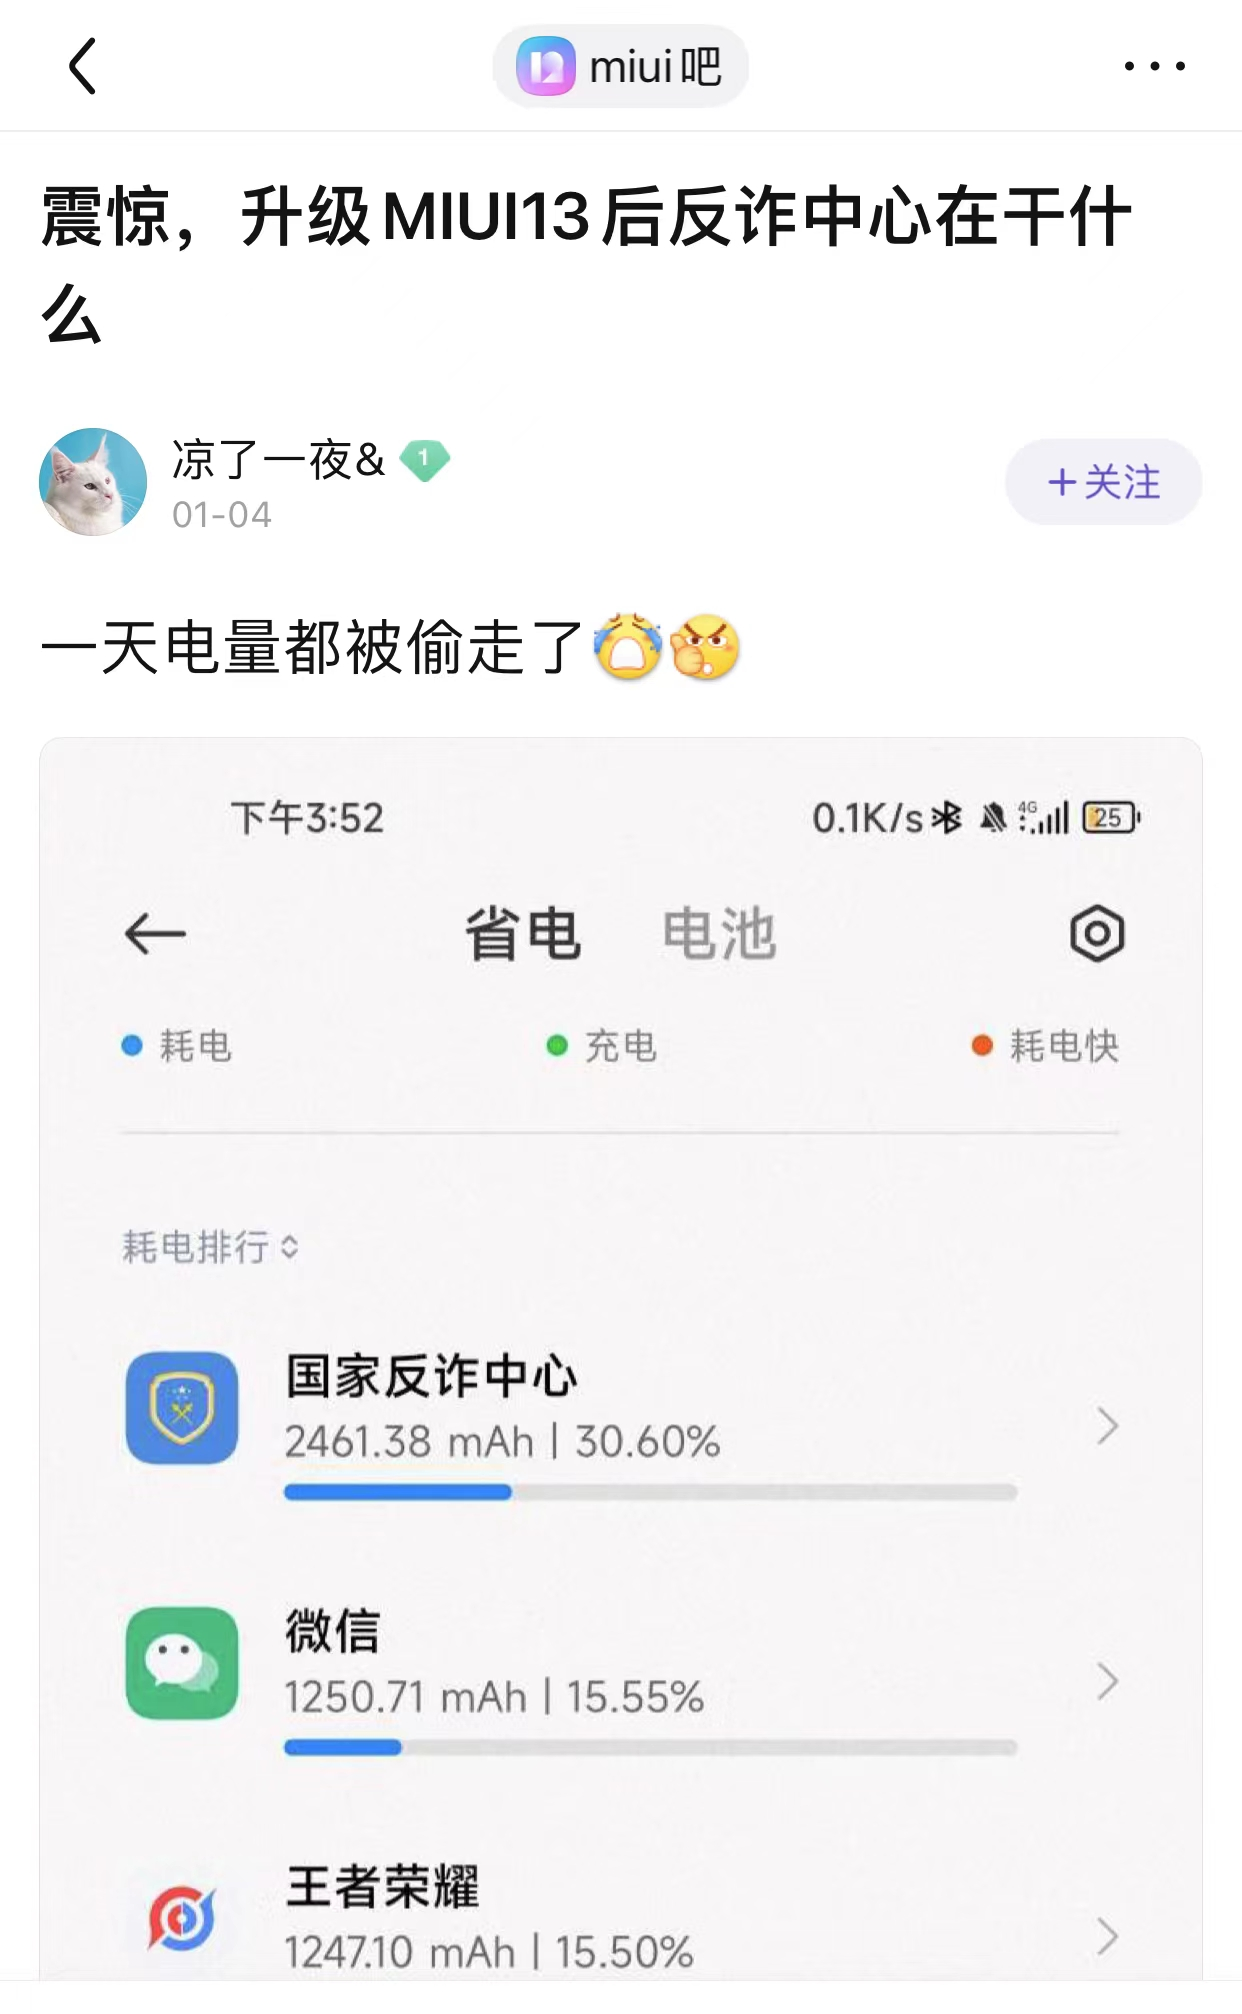 miui吧
震惊，升级MIUI13后反诈中心在干什
么
凉了一夜& 1
01-04
+关注
一天电量都被偷走了
下午3:52
0.1K/s 4G 25
省电 电池
耗电 充电 耗电快
耗电排行
国家反诈中心
2461.38 mAh | 30.60%
微信
1250.71 mAh | 15.55%
王者荣耀
1247.10 mAh | 15.50%